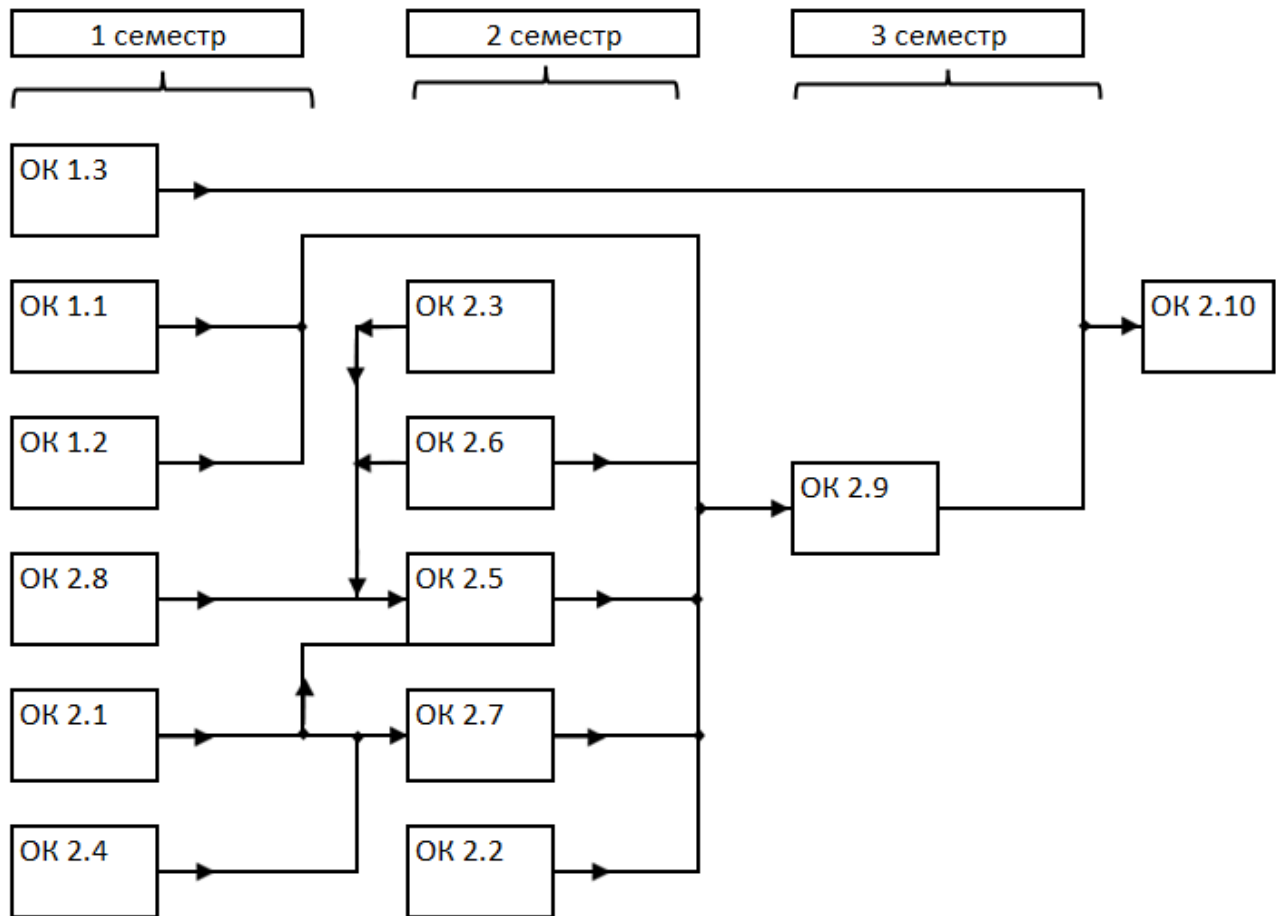 1 семестр
2 семестр
3 семестр
ОК 1.3
ОК 1.1
ОК 2.3
ОК 2.10
ОК 1.2
ОК 2.6
ОК 2.9
ОК 2.8
ОК 2.5
ОК 2.1
ОК 2.7
ОК 2.4
ОК 2.2